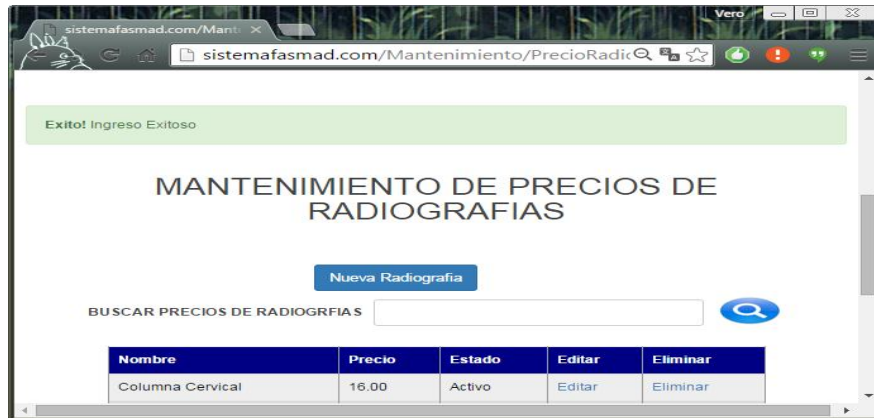 Vero
sistemafasmad.com/Mant
sistemafasmad.com/Mantenimiento/PrecioRadic
Exito! Ingreso Exitoso
MANTENIMIENTO DE PRECIOS DE
RADIOGRAFIAS
Nueva Radiografia
BUSCAR PRECIOS DE RADIOGRFIAS
Nombre Precio Estado Editar Eliminar
Columna Cervical 16.00 Activo Editar Eliminar